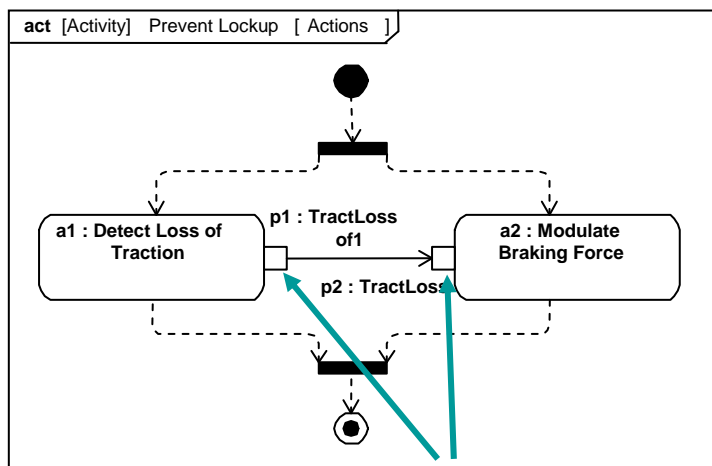 act [Activity] Prevent Lockup [ Actions ]
p1 : TractLoss
of1
a1 : Detect Loss of
Traction
a2 : Modulate
Braking Force
p2 : TractLoss